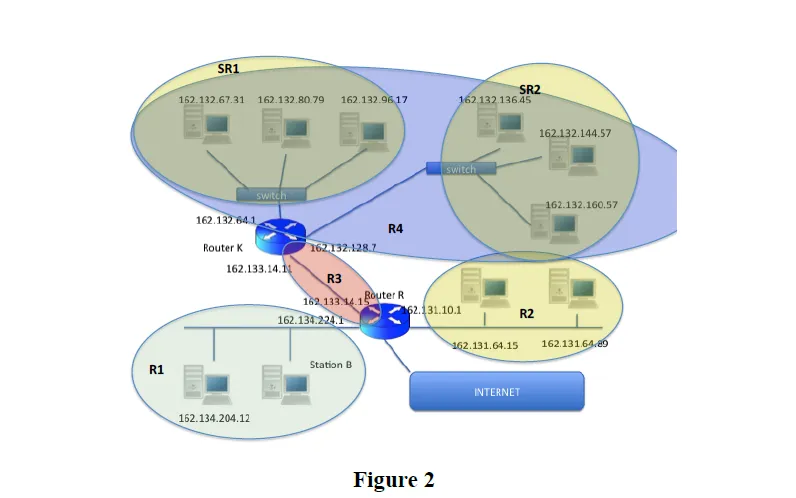 SR1
SR2
162.132.67.31
162.132.80.79
162.132.96.17
162.132.136.45
162.132.144.57
switch
switch
162.132.160.57
162.132.64.1
R4
Router K
162.132.128.7
162.133.14.11
R3
Router R
162.133.14.15
162.131.10.1
R2
162.134.224.1
162.131.64.15
162.131.64.89
R1
Station B
INTERNET
162.134.204.12
Figure 2